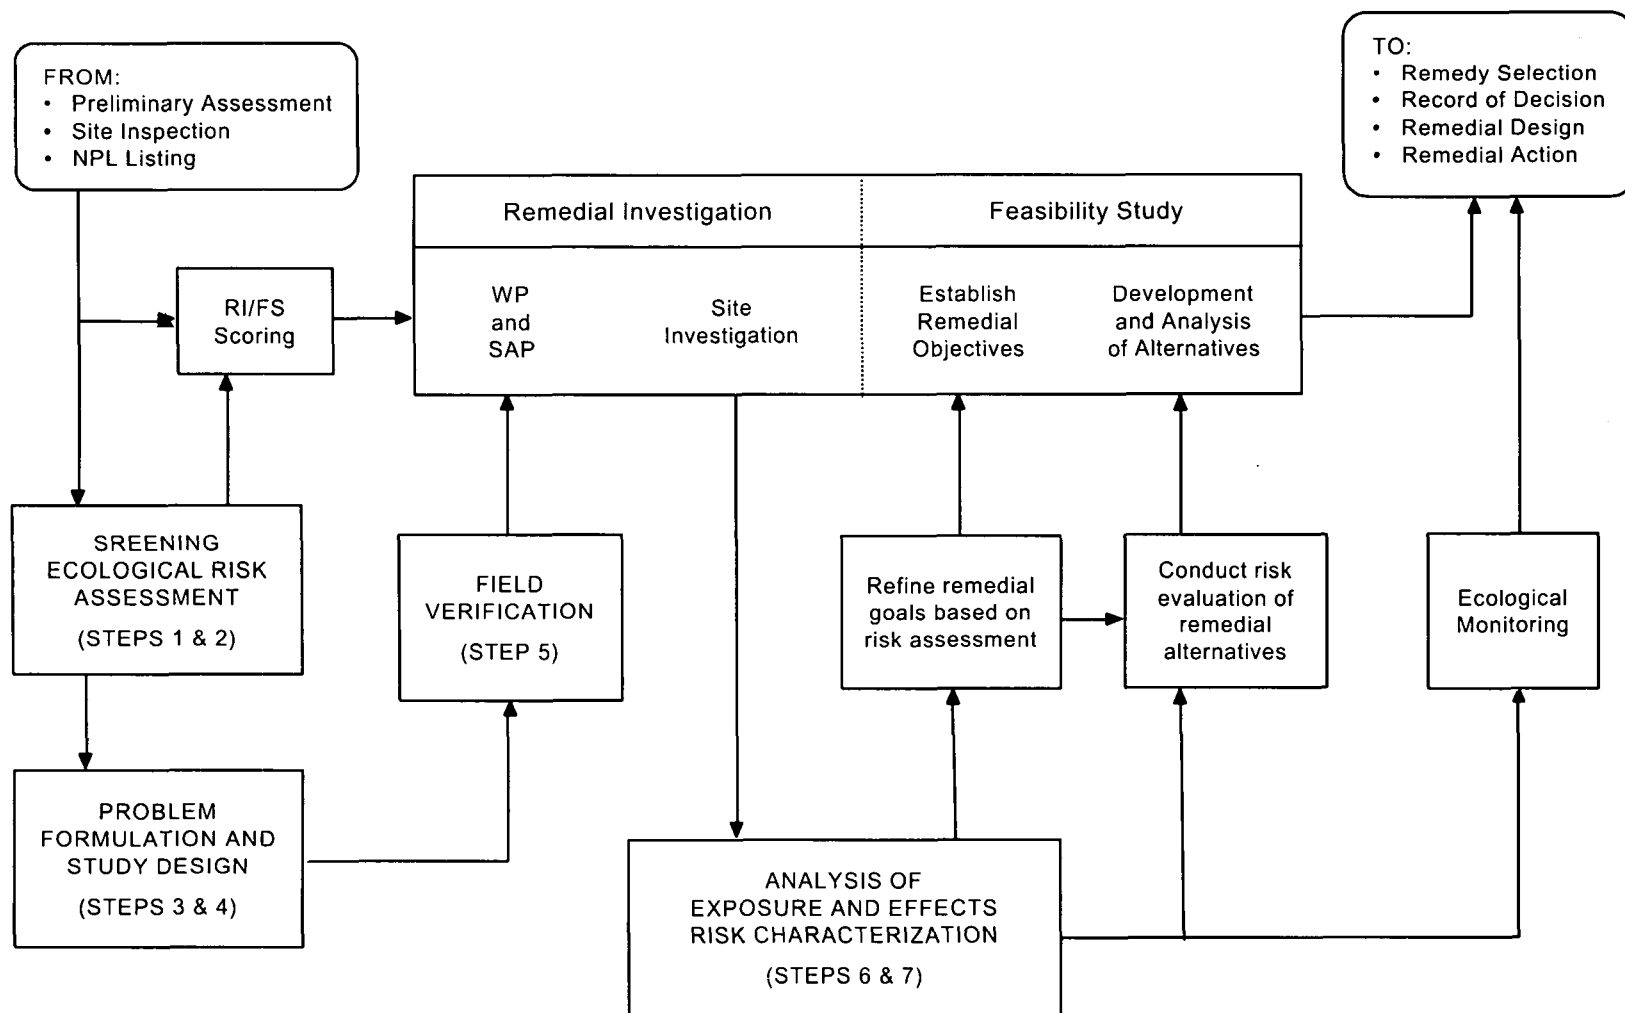 FROM:
• Preliminary Assessment
• Site Inspection
• NPL Listing
TO:
• Remedy Selection
• Record of Decision
• Remedial Design
• Remedial Action
Remedial Investigation
Feasibility Study
RI/FS
Scoring
WP
and
SAP
Site
Investigation
Establish
Remedial
Objectives
Development
and Analysis
of Alternatives
SREENING
ECOLOGICAL RISK
ASSESSMENT
(STEPS 1 & 2)
FIELD
VERIFICATION
(STEP 5)
Refine remedial
goals based on
risk assessment
Conduct risk
evaluation of
remedial
alternatives
Ecological
Monitoring
PROBLEM
FORMULATION AND
STUDY DESIGN
(STEPS 3 & 4)
ANALYSIS OF
EXPOSURE AND EFFECTS
RISK CHARACTERIZATION
(STEPS 6 & 7)